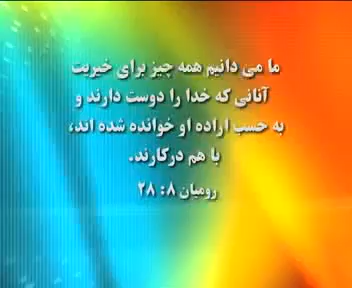 ما می دانیم همه چیز برای خیریت
آنانی که خدا را دوست دارند و
به حسب اراده او خوانده شده اند،
با هم درکارند.
رومیان ۸: ۲۸